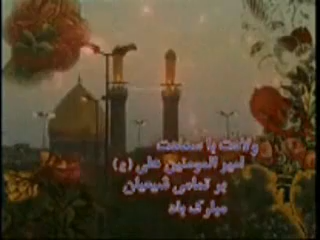 ولادت با سعادت
امیر المومنین علی (ع)
بر تمامی شیعیان
مبارک باد